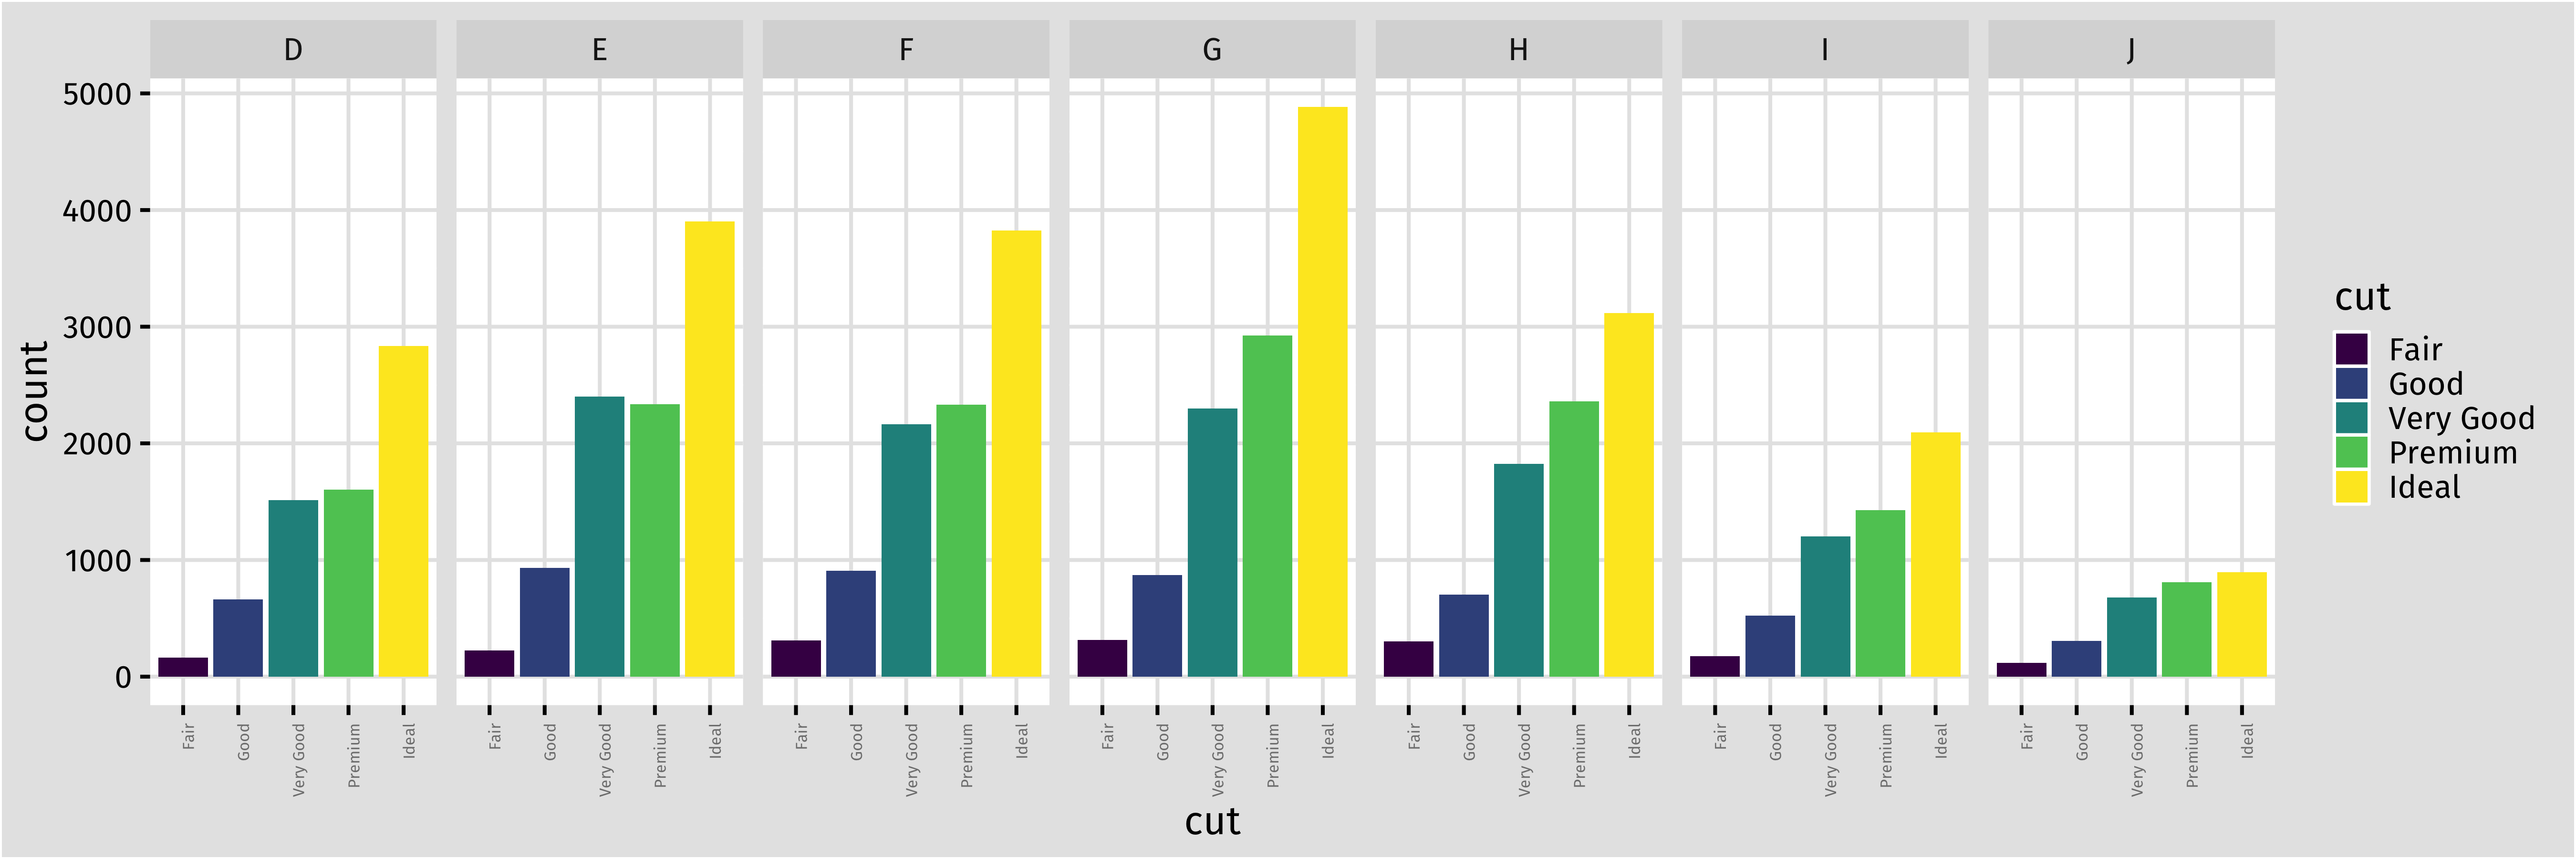 D E F G H I J
5000
4000
3000
2000
1000
0
count
Fair Good Very Good Premium Ideal Fair Good Very Good Premium Ideal Fair Good Very Good Premium Ideal Fair Good Very Good Premium Ideal Fair Good Very Good Premium Ideal Fair Good Very Good Premium Ideal Fair Good Very Good Premium Ideal
cut
cut
Fair
Good
Very Good
Premium
Ideal